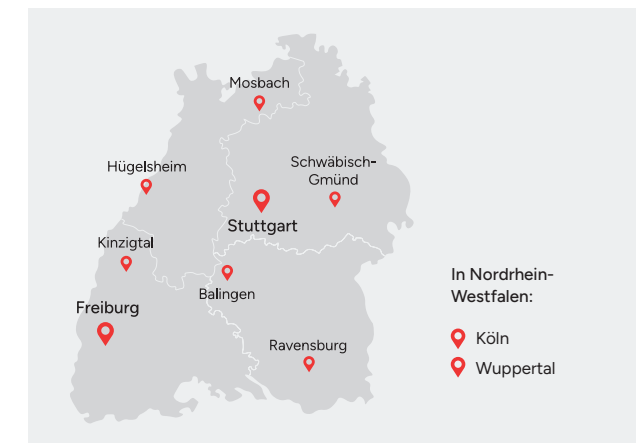 Mosbach
Hügelsheim
Schwäbisch-
Gmünd
Stuttgart
Kinzigtal
Balingen
Freiburg
Ravensburg
In Nordrhein-
Westfalen:
Köln
Wuppertal